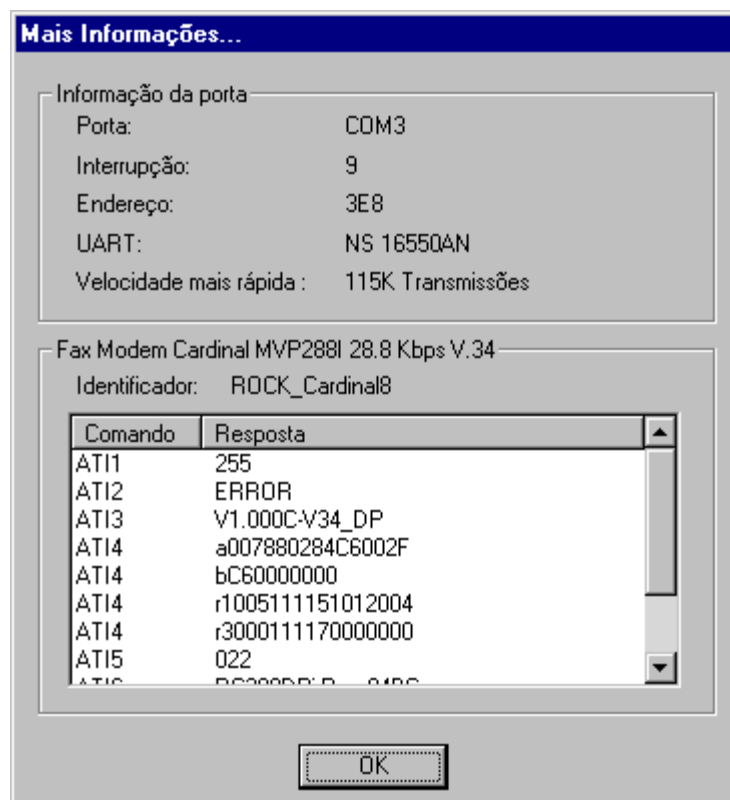 Mais Informações...
Informação da porta
Porta: COM3
Interrupção: 9
Endereço: 3E8
UART: NS 16550AN
Velocidade mais rápida : 115K Transmissões
Fax Modem Cardinal MVP288I 28.8 Kbps V.34
Identificador: ROCK_Cardinal8
Comando Resposta
ATI1 255
ATI2 ERROR
ATI3 V1.000C-V34_DP
ATI4 a007880284C6002F
ATI4 bC60000000
ATI4 r1005111151012004
ATI4 r3000111170000000
ATI5 022
OK